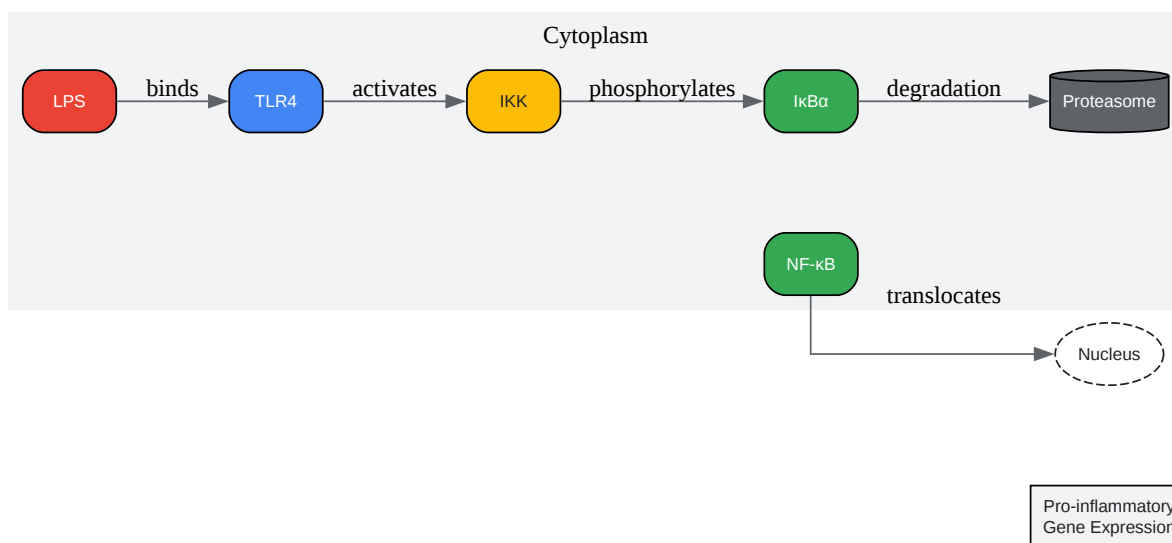 Cytoplasm
LPS
binds
TLR4
activates
IKK
phosphorylates
IκBα
degradation
Proteasome
NF-κB
translocates
Nucleus
Pro-inflammatory
Gene Expression